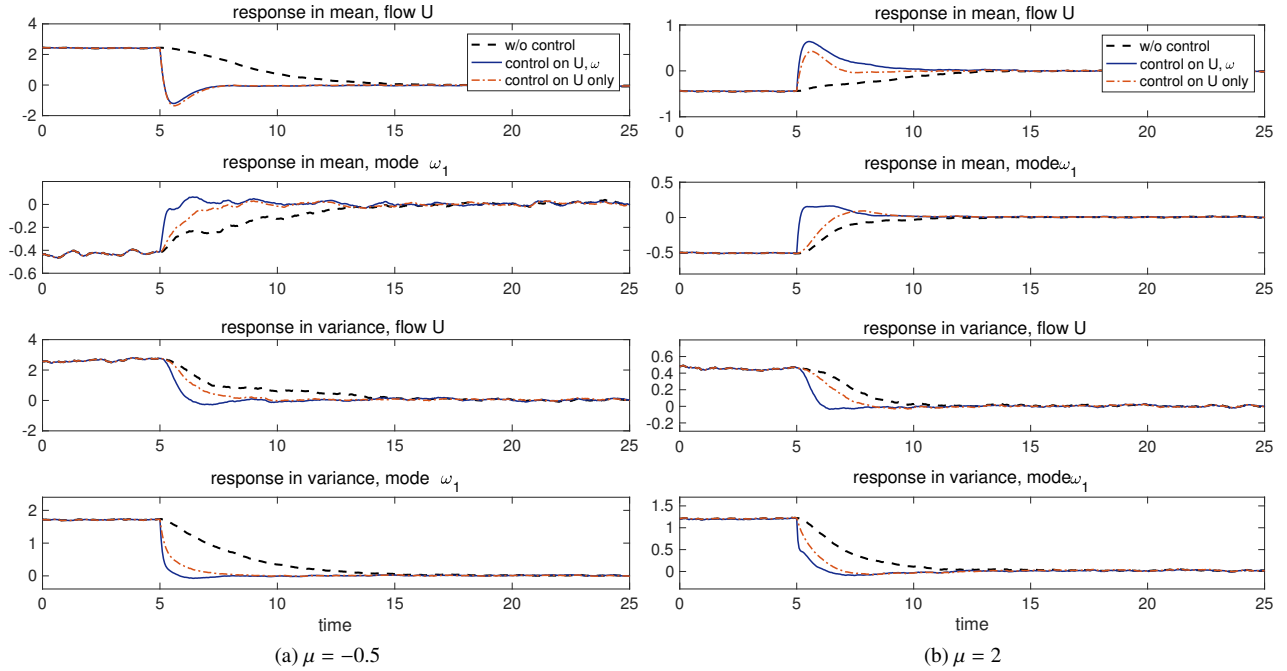 response in mean, flow U
4
2
0
-2
w/o control
control on U, ω
control on U only
0 5 10 15 20 25
response in mean, mode ω1
0
-0.2
-0.4
-0.6
0 5 10 15 20 25
response in variance, flow U
4
2
0
-2
0 5 10 15 20 25
response in variance, mode ω1
2
1
0
0 5 10 15 20 25
time
(a) μ = −0.5
response in mean, flow U
1
0
-1
w/o control
control on U, ω
control on U only
0 5 10 15 20 25
response in mean, modeω1
0.5
0
-0.5
0 5 10 15 20 25
response in variance, flow U
0.6
0.4
0.2
0
-0.2
0 5 10 15 20 25
response in variance, modeω1
1.5
1
0.5
0
0 5 10 15 20 25
time
(b) μ = 2